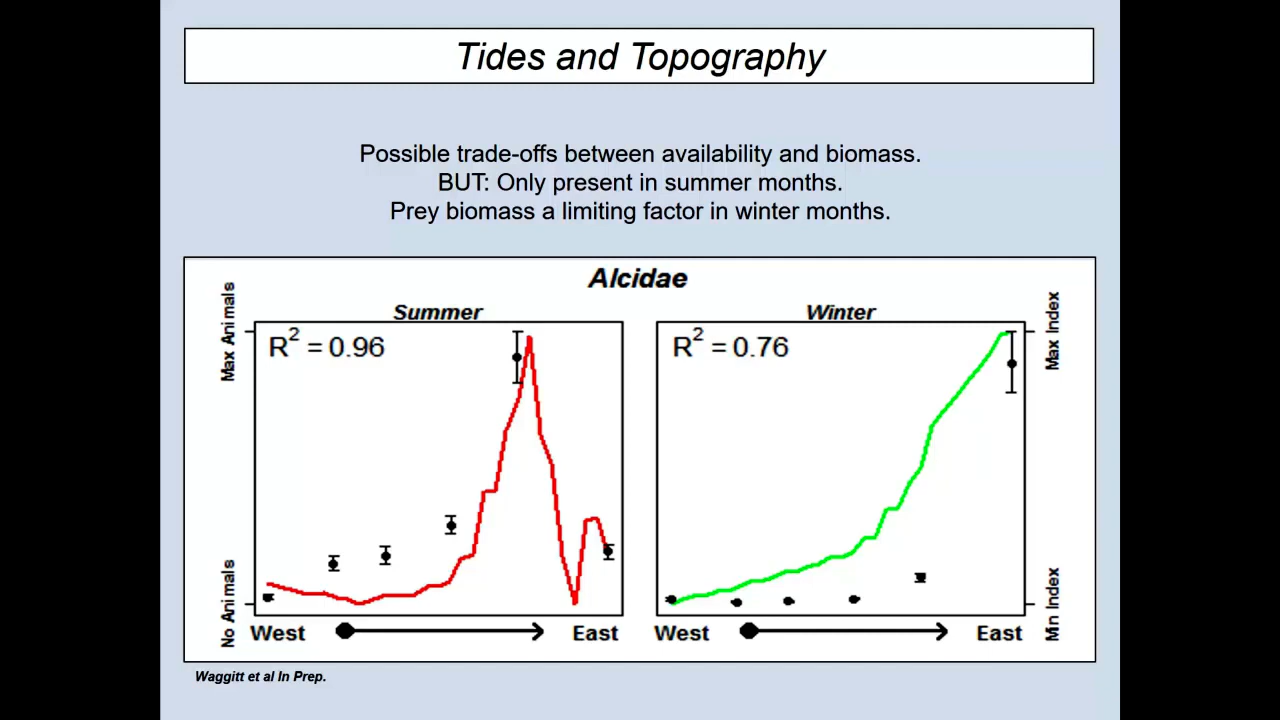 Tides and Topography
Possible trade-offs between availability and biomass.
BUT: Only present in summer months.
Prey biomass a limiting factor in winter months.
Alcidae
Summer
Winter
Max Animals
No Animals
R² = 0.96
R² = 0.76
Max Index
Min Index
West
East
West
East
Waggitt et al In Prep.